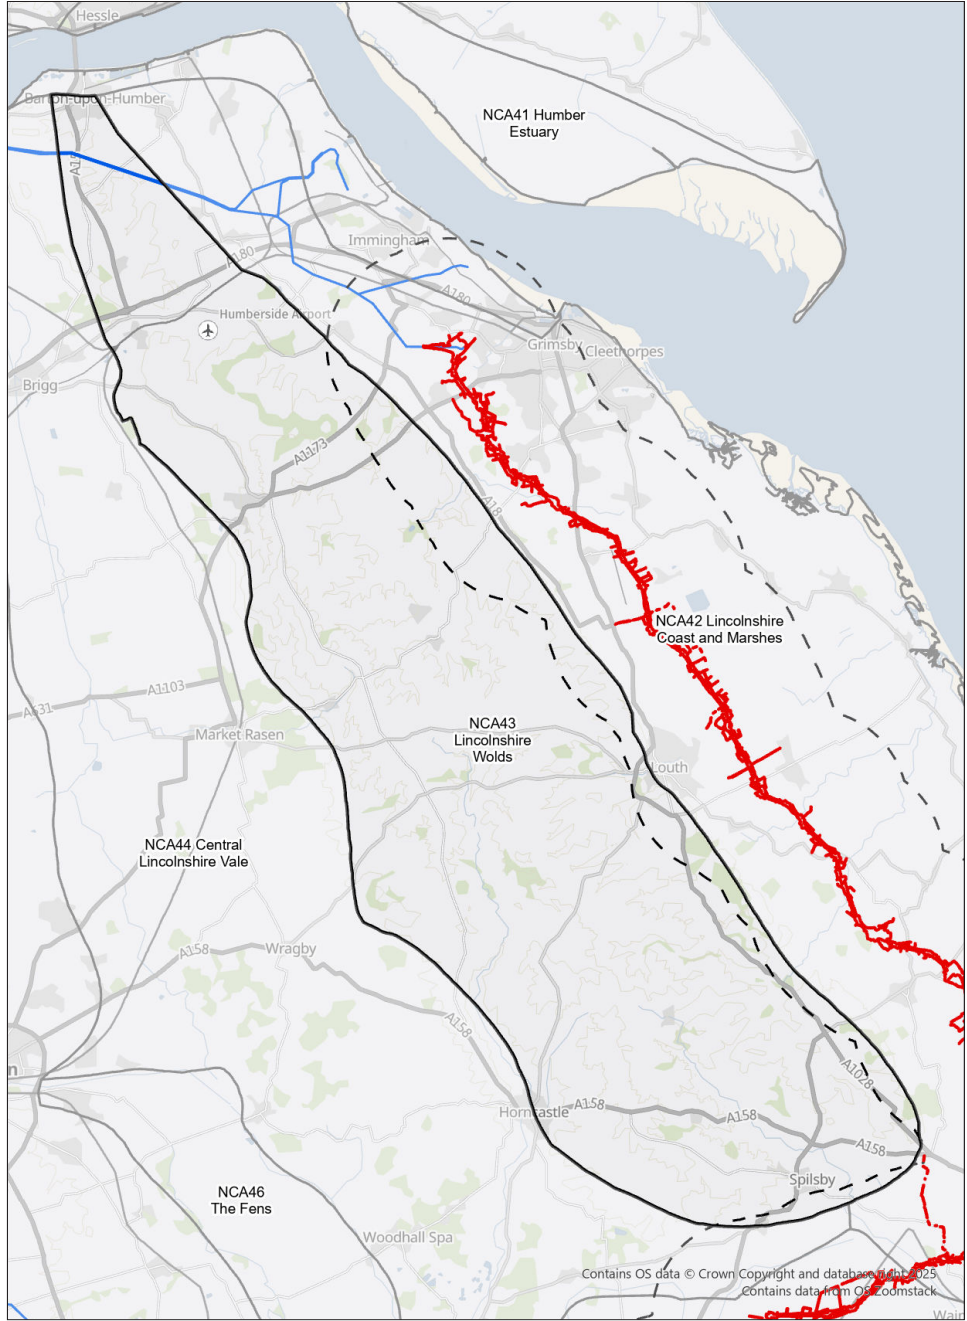 Hessle
Barton-upon-Humber
NCA41 Humber
Estuary
A15
Immingham
A180
A180
Humberside Airport
Grimsby
Cleethorpes
Brigg
A1173
A18
NCA42 Lincolnshire
Coast and Marshes
A1103
A631
Market Rasen
NCA43
Lincolnshire
Wolds
Louth
NCA44 Central
Lincolnshire Vale
A158
Wragby
A158
A1028
n
Horncastle
A158
A158
A158
Spilsby
NCA46
The Fens
Woodhall Spa
Contains OS data © Crown Copyright and database right 2025
Contains data from OS Zoomstack
Wain